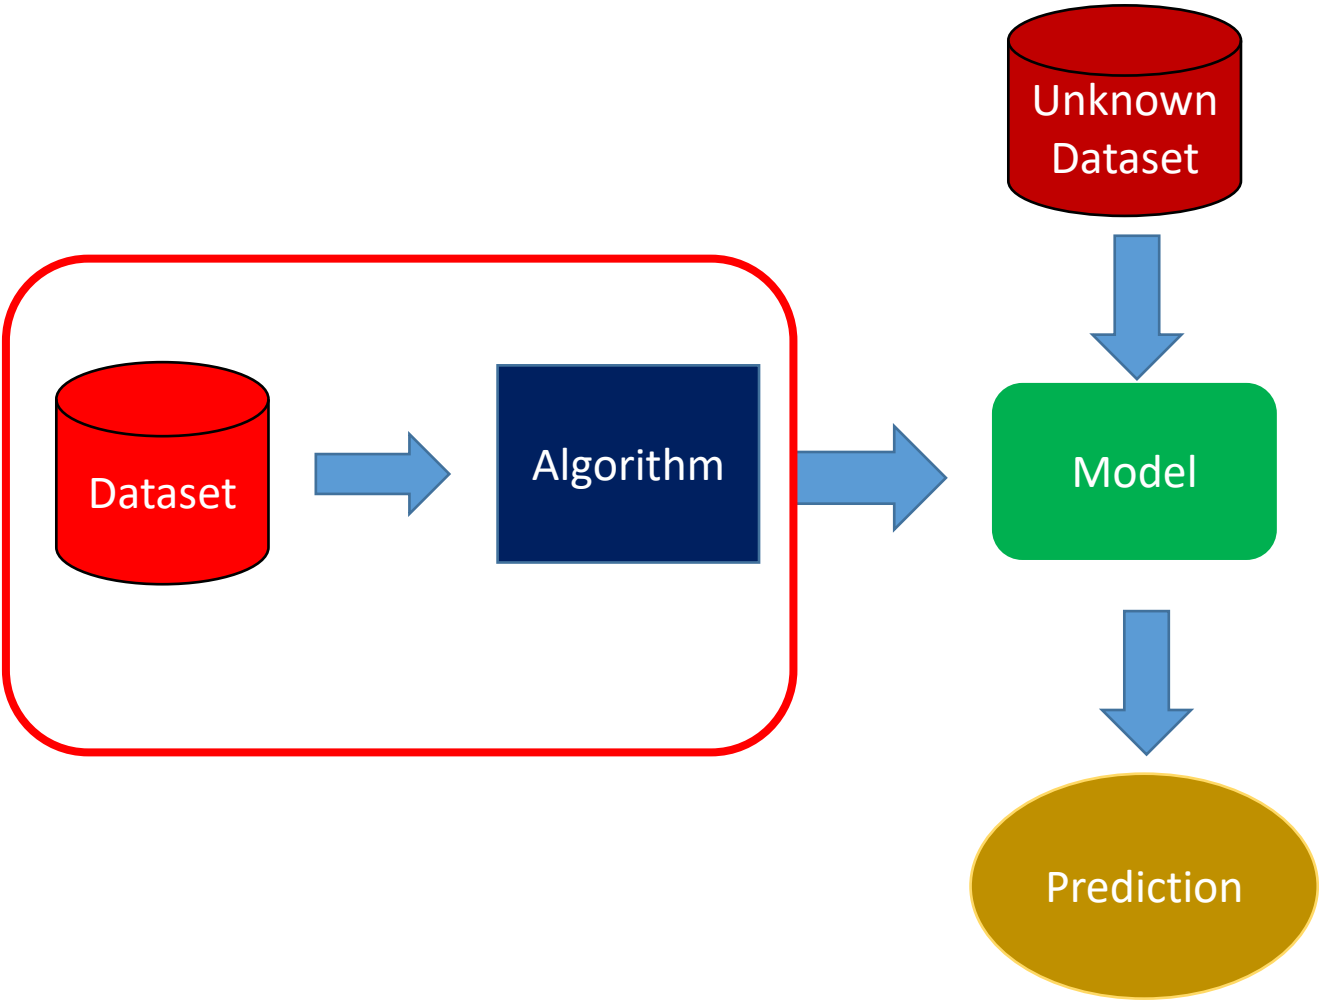 Unknown
Dataset
Dataset
Algorithm
Model
Prediction